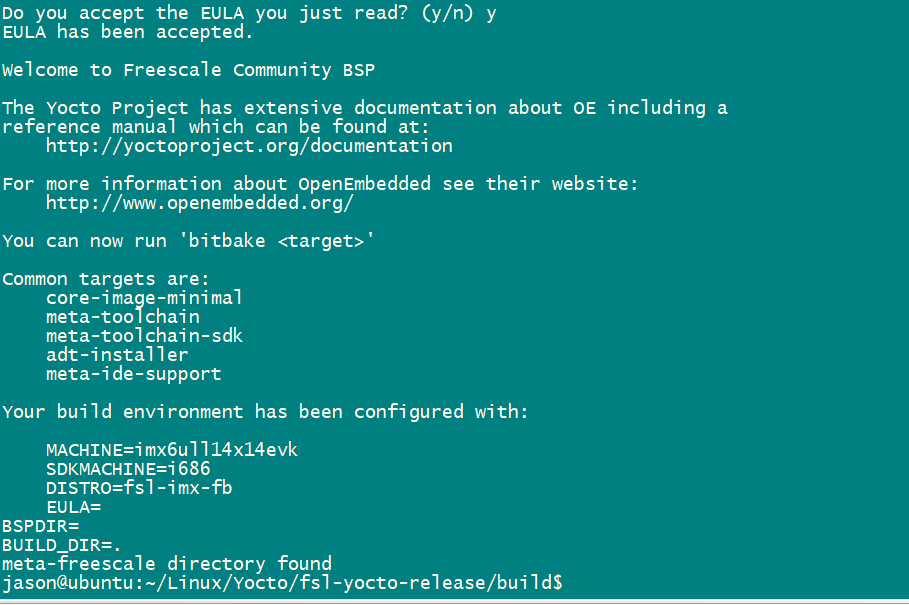 Do you accept the EULA you just read? (y/n) y
EULA has been accepted.
Welcome to Freescale Community BSP
The Yocto Project has extensive documentation about OE including a
reference manual which can be found at:
http://yoctoproject.org/documentation
For more information about OpenEmbedded see their website:
http://www.openembedded.org/
You can now run 'bitbake <target>'
Common targets are:
core-image-minimal
meta-toolchain
meta-toolchain-sdk
adt-installer
meta-ide-support
Your build environment has been configured with:
MACHINE=imx6ull14x14evk
SDKMACHINE=i686
DISTRO=fsl-imx-fb
EULA=
BSPDIR=
BUILD_DIR=.
meta-freescale directory found
jason@ubuntu:~/Linux/Yocto/fsl-yocto-release/build$